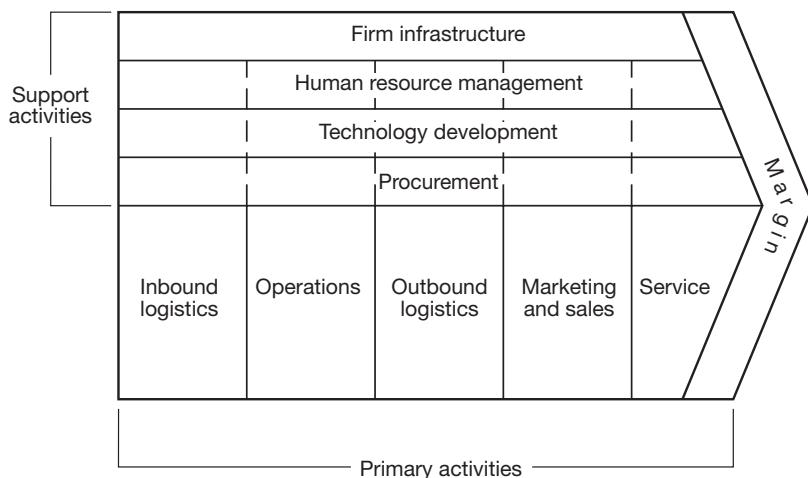 Firm infrastructure
Human resource management
Support
activities
Technology development
Procurement
Margin
Inbound
logistics
Operations
Outbound
logistics
Marketing
and sales
Service
Primary activities